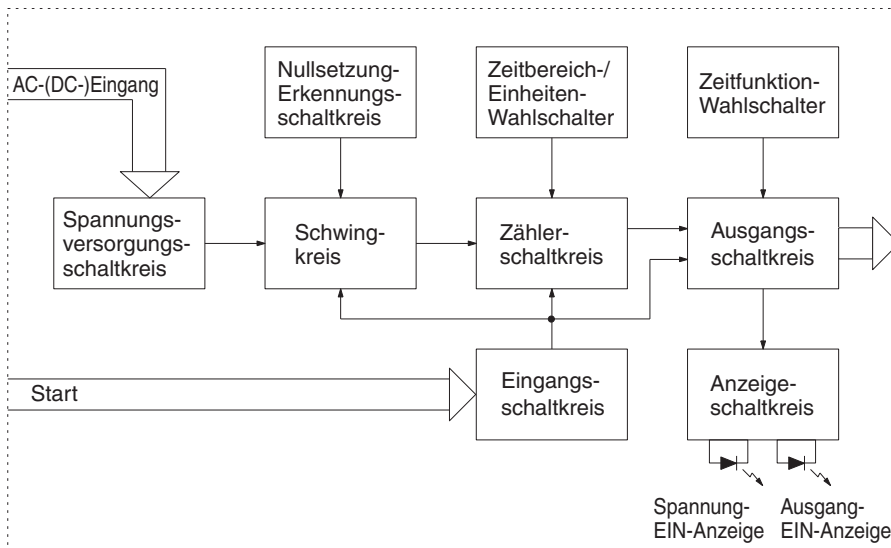 AC-(DC-)Eingang
Nullsetzung-
Erkennungs-
schaltkreis
Zeitbereich-/
Einheiten-
Wahlschalter
Zeitfunktion-
Wahlschalter
Spannungs-
versorgungs-
schaltkreis
Schwing-
kreis
Zähler-
schaltkreis
Ausgangs-
schaltkreis
Start
Eingangs-
schaltkreis
Anzeige-
schaltkreis
Spannung-
EIN-Anzeige
Ausgang-
EIN-Anzeige